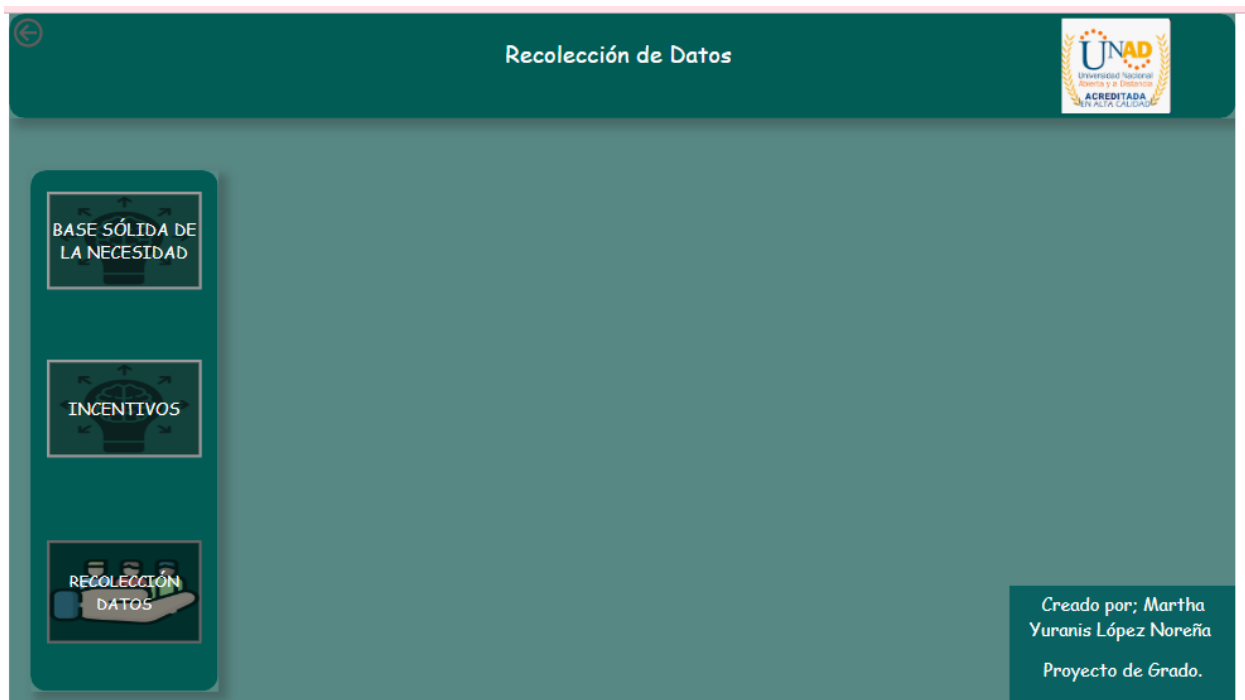 Recolección de Datos
UNAD
Universidad Nacional
Abierta y a Distancia
ACREDITADA
EN ALTA CALIDAD
BASE SÓLIDA DE
LA NECESIDAD
INCENTIVOS
RECOLECCIÓN
DATOS
Creado por; Martha
Yuranis López Noreña
Proyecto de Grado.